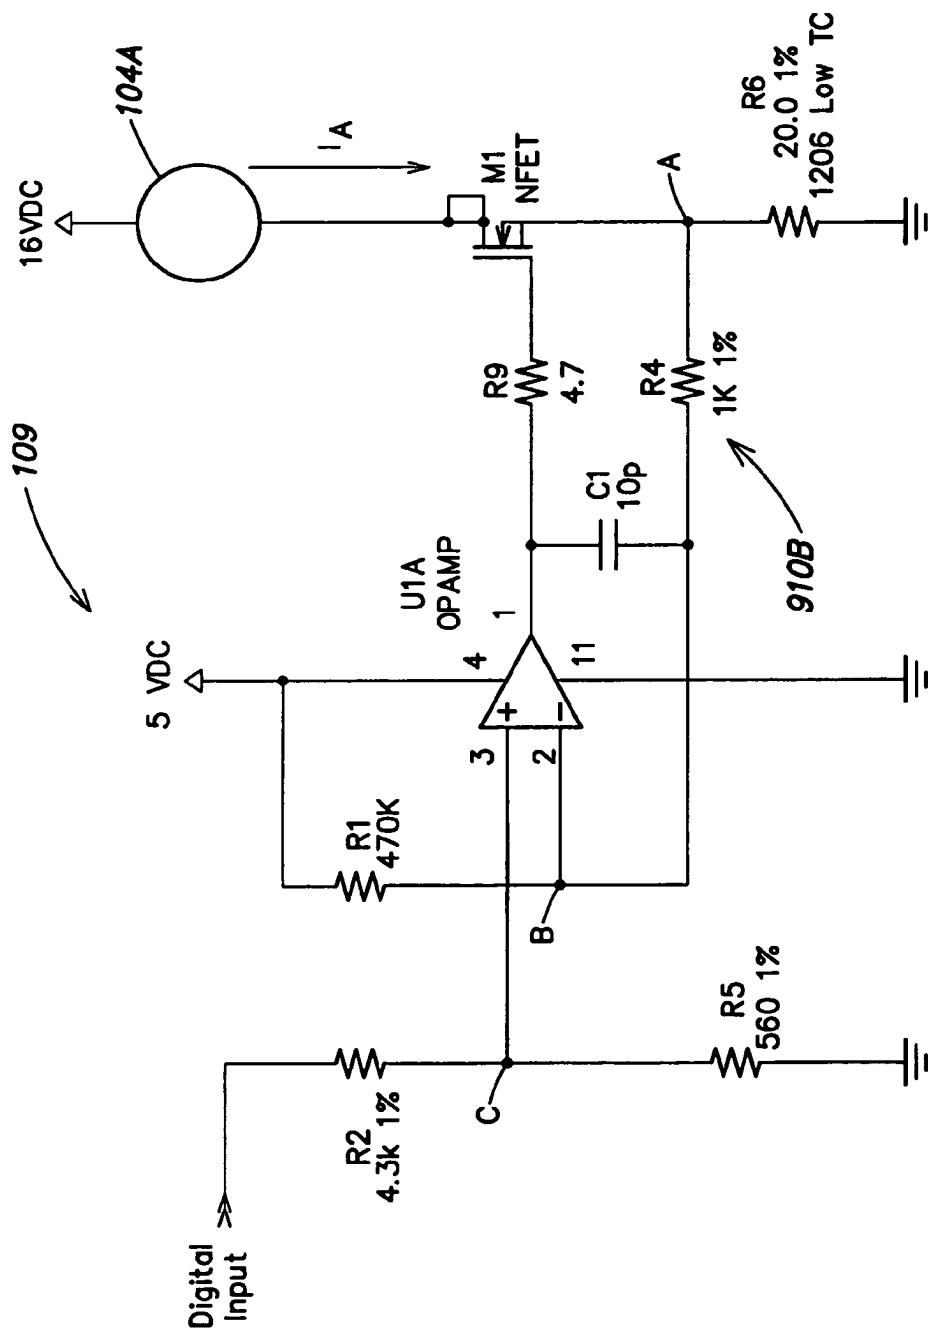 109
104A
16VDC
I A
M1
NFET
5 VDC
U1A
OPAMP
4
1
3
+
2
−
11
R9
4.7
C1
10p
R4
1K 1%
A
R6
20.0 1%
1206 Low TC
910B
R1
470K
B
Digital
Input
R2
4.3k 1%
C
R5
560 1%